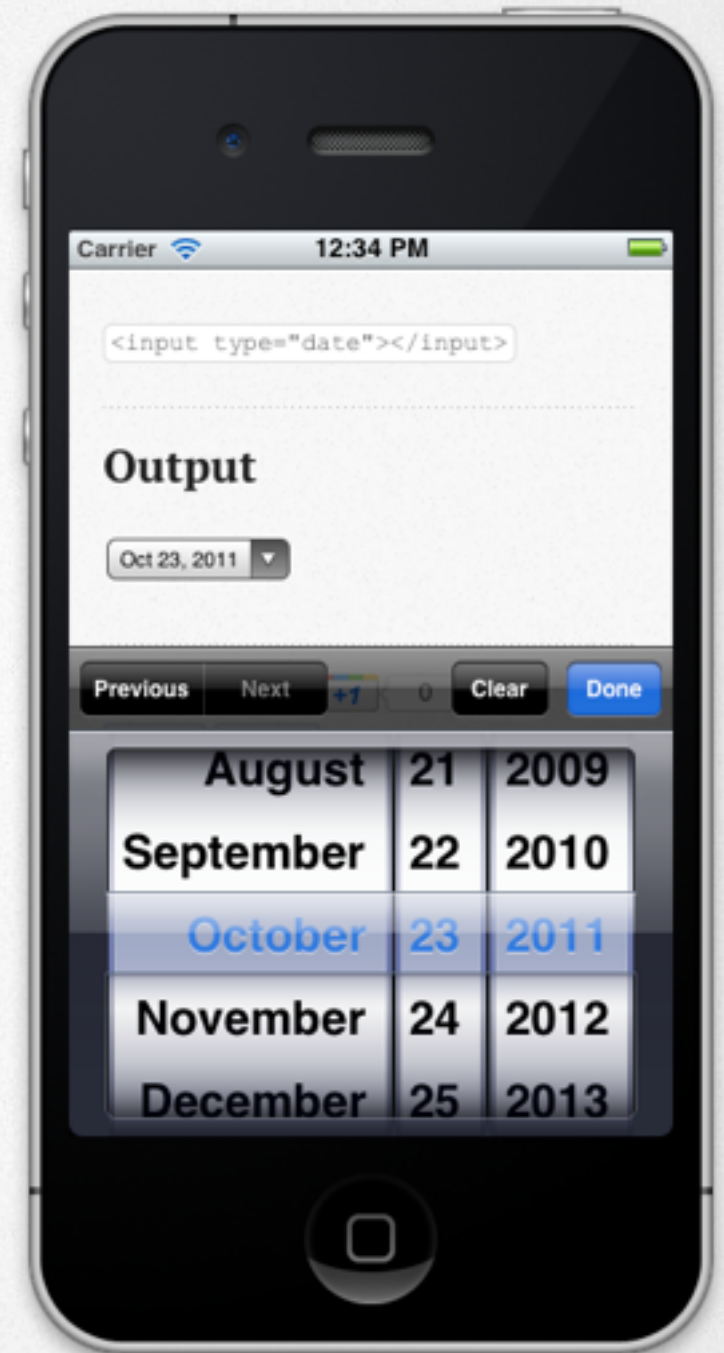 Carrier 12:34 PM
<input type="date"></input>
Output
Oct 23, 2011
Previous Next +1 0 Clear Done
August 21 2009
September 22 2010
October 23 2011
November 24 2012
December 25 2013